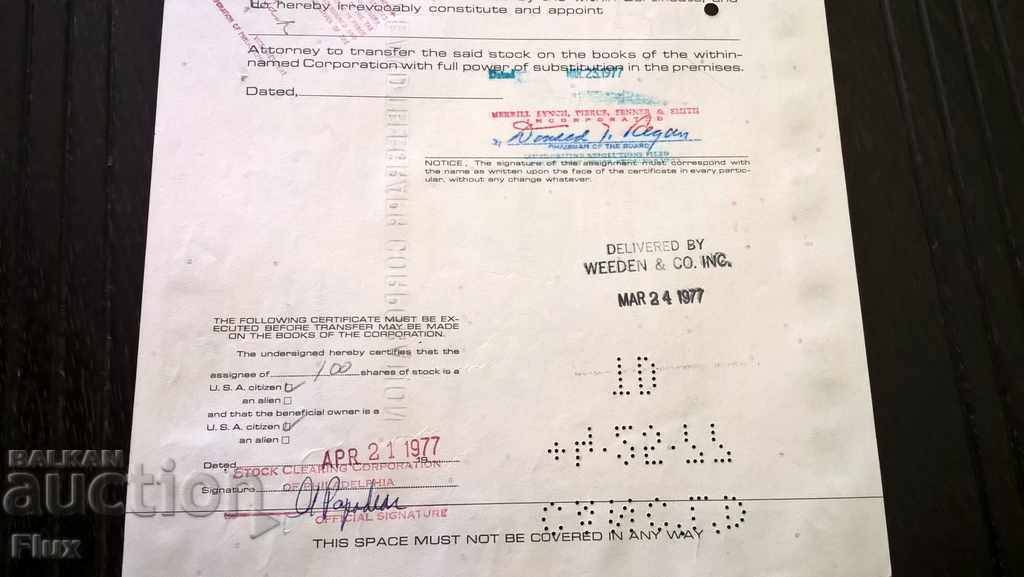 do hereby irrevocably constitute and appoint
Attorney to transfer the said stock on the books of the within-
named Corporation with full power of substitution in the premises.
Dated MAR 23 1977
Dated,
MERRILL LYNCH, PIERCE, FENNER & SMITH
INCORPORATED
By Donald T. Regan
CHAIRMAN OF THE BOARD
NOTICE, The signature of this assignment must correspond with
the name as written upon the face of the certificate in every partic-
ular, without any change whatever.
DELIVERED BY
WEEDEN & CO. INC.
MAR 24 1977
THE FOLLOWING CERTIFICATE MUST BE EX-
ECUTED BEFORE TRANSFER MAY BE MADE
ON THE BOOKS OF THE CORPORATION.
The undersigned hereby certifies that the
assignee of 100 shares of stock is a
U. S. A. citizen
an alien
and that the beneficial owner is a
U. S. A. citizen
an alien
Dated APR 21 1977 19
STOCK CLEARING CORPORATION
OF PHILADELPHIA
Signature
OFFICIAL SIGNATURE
THIS SPACE MUST NOT BE COVERED IN ANY WAY
BALKAN
auction
Flux